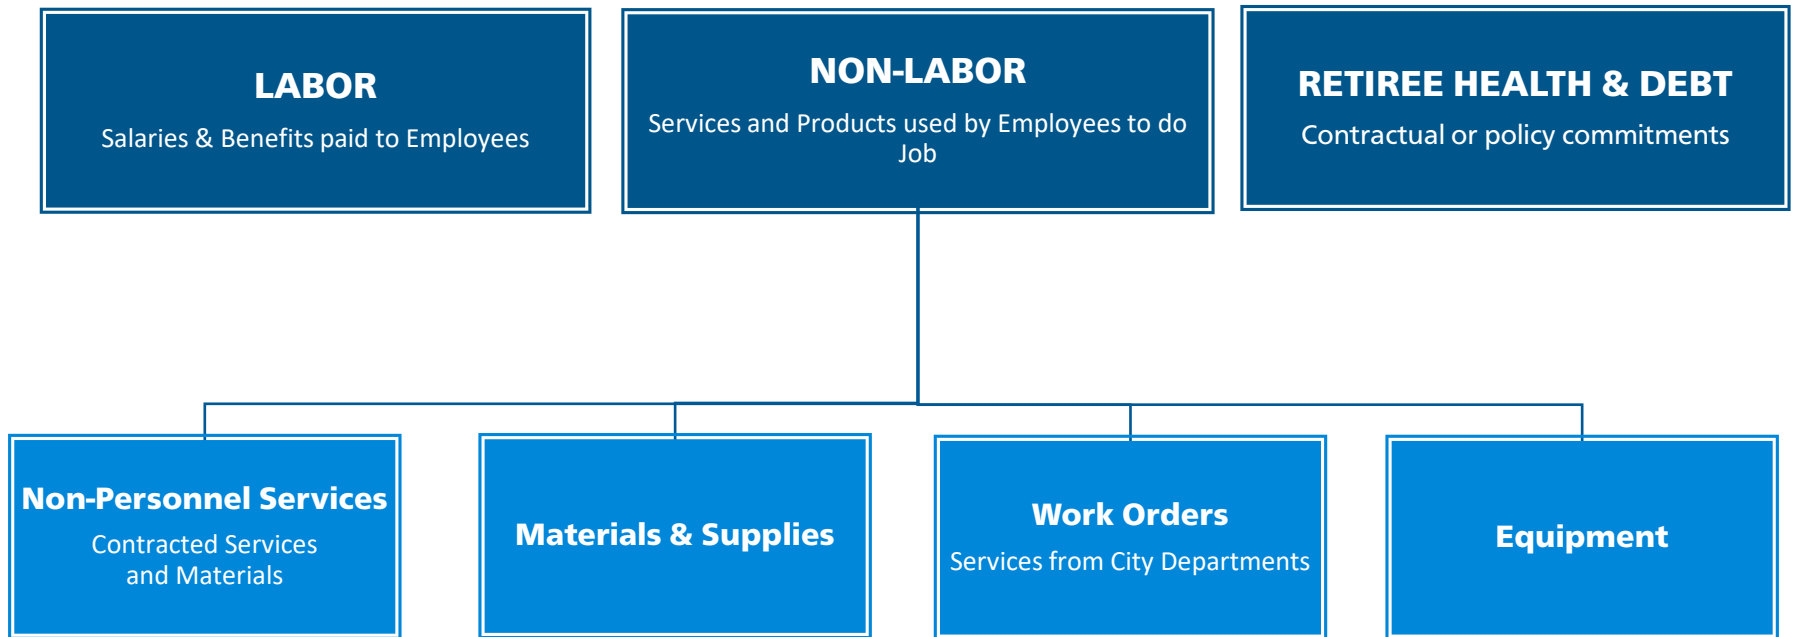 LABOR
Salaries & Benefits paid to Employees
NON-LABOR
Services and Products used by Employees to do
Job
RETIREE HEALTH & DEBT
Contractual or policy commitments
Non-Personnel Services
Contracted Services
and Materials
Materials & Supplies
Work Orders
Services from City Departments
Equipment